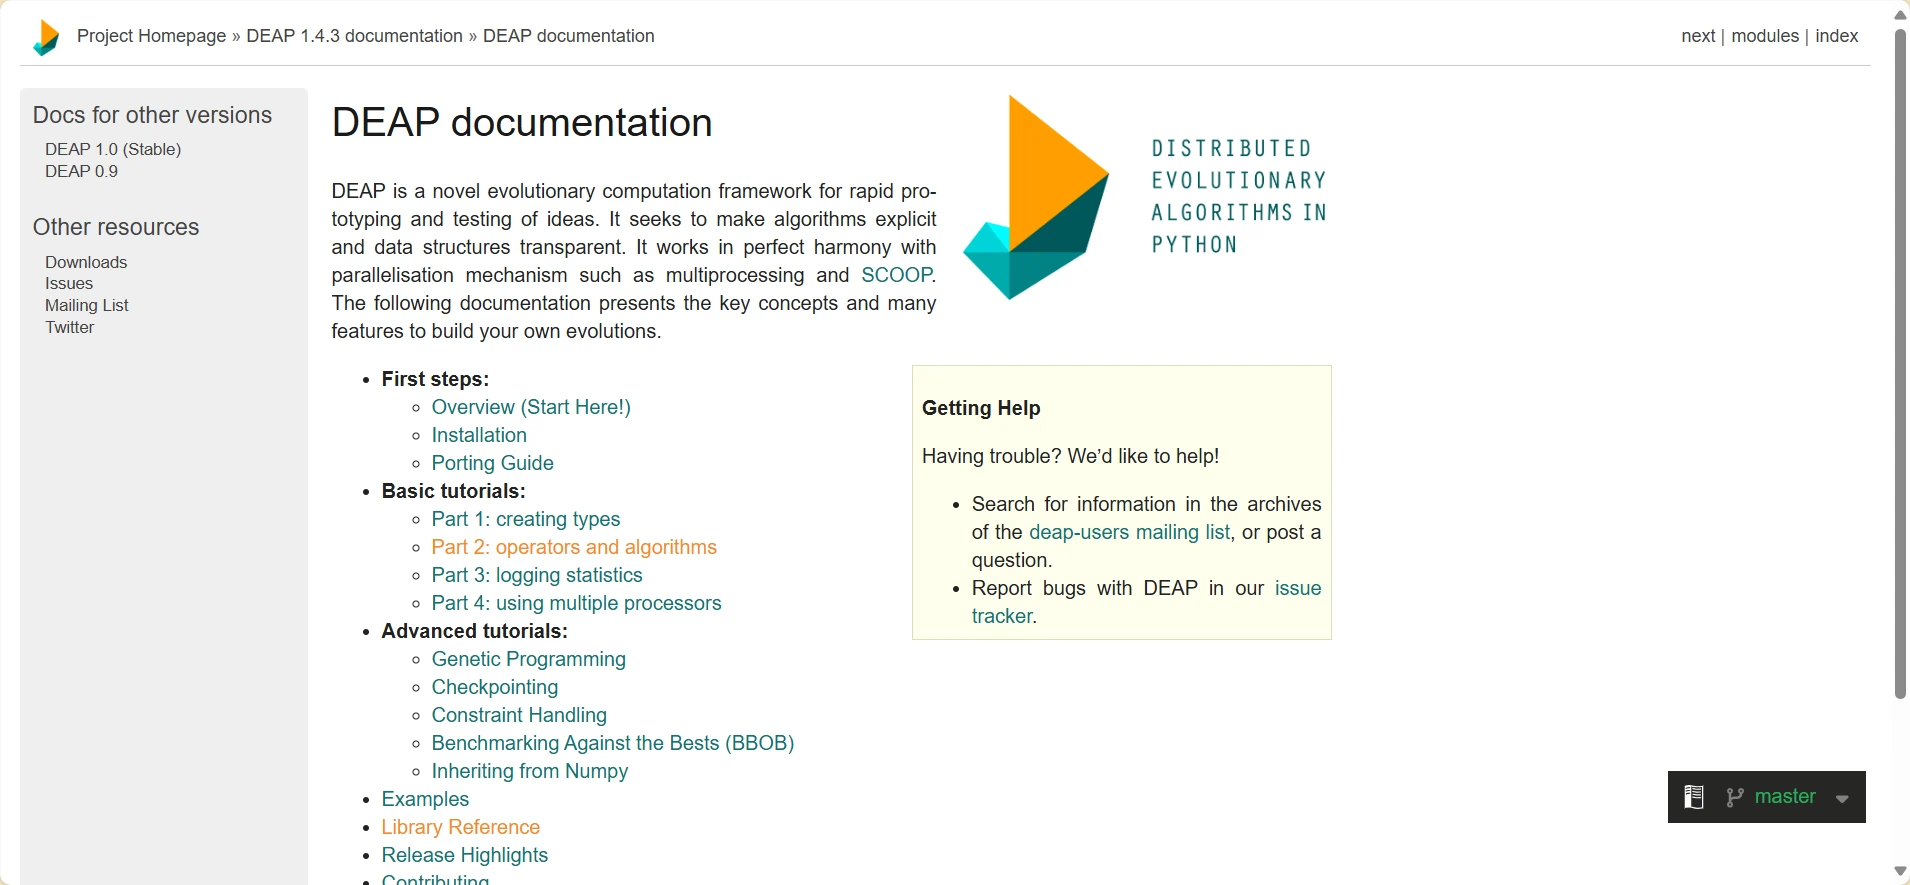 Project Homepage » DEAP 1.4.3 documentation » DEAP documentation
next | modules | index
Docs for other versions
DEAP 1.0 (Stable)
DEAP 0.9
Other resources
Downloads
Issues
Mailing List
Twitter
DEAP documentation
DEAP is a novel evolutionary computation framework for rapid pro-
totyping and testing of ideas. It seeks to make algorithms explicit
and data structures transparent. It works in perfect harmony with
parallelisation mechanism such as multiprocessing and SCOOP.
The following documentation presents the key concepts and many
features to build your own evolutions.
DISTRIBUTED
EVOLUTIONARY
ALGORITHMS IN
PYTHON
• First steps:
◦ Overview (Start Here!)
◦ Installation
◦ Porting Guide
• Basic tutorials:
◦ Part 1: creating types
◦ Part 2: operators and algorithms
◦ Part 3: logging statistics
◦ Part 4: using multiple processors
• Advanced tutorials:
◦ Genetic Programming
◦ Checkpointing
◦ Constraint Handling
◦ Benchmarking Against the Bests (BBOB)
◦ Inheriting from Numpy
• Examples
• Library Reference
• Release Highlights
• Contributing
Getting Help
Having trouble? We’d like to help!
• Search for information in the archives
of the deap-users mailing list, or post a
question.
• Report bugs with DEAP in our issue
tracker.
master